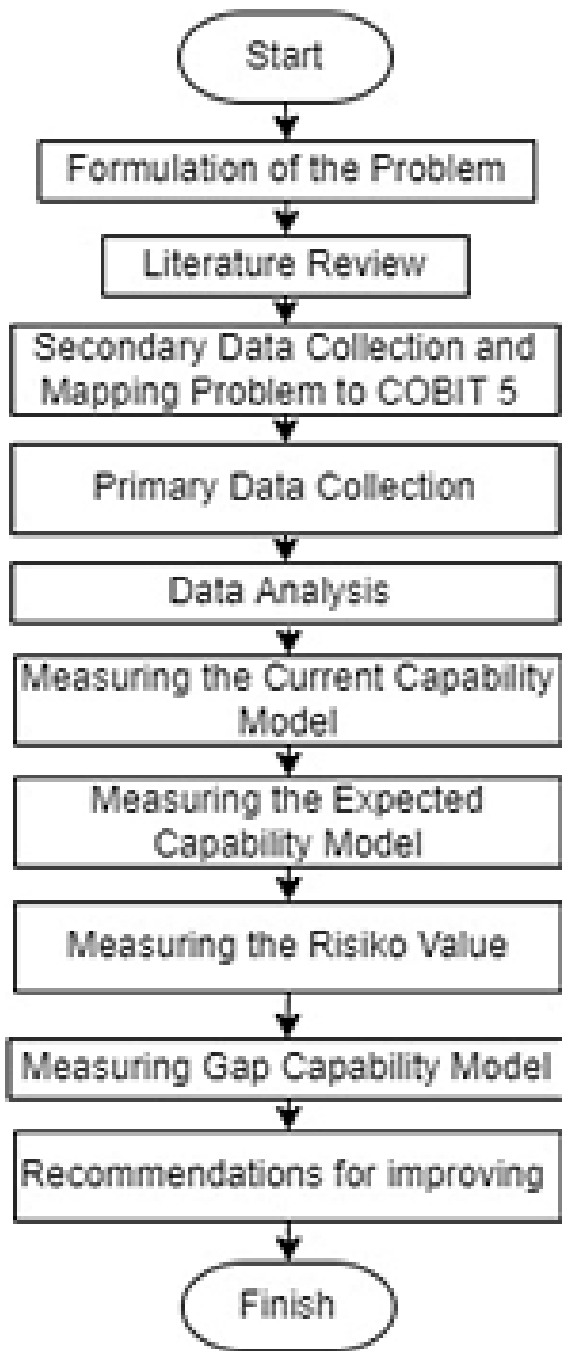 Start
Formulation of the Problem
Literature Review
Secondary Data Collection and
Mapping Problem to COBIT 5
Primary Data Collection
Data Analysis
Measuring the Current Capability
Model
Measuring the Expected
Capability Model
Measuring the Risiko Value
Measuring Gap Capability Model
Recommendations for improving
Finish